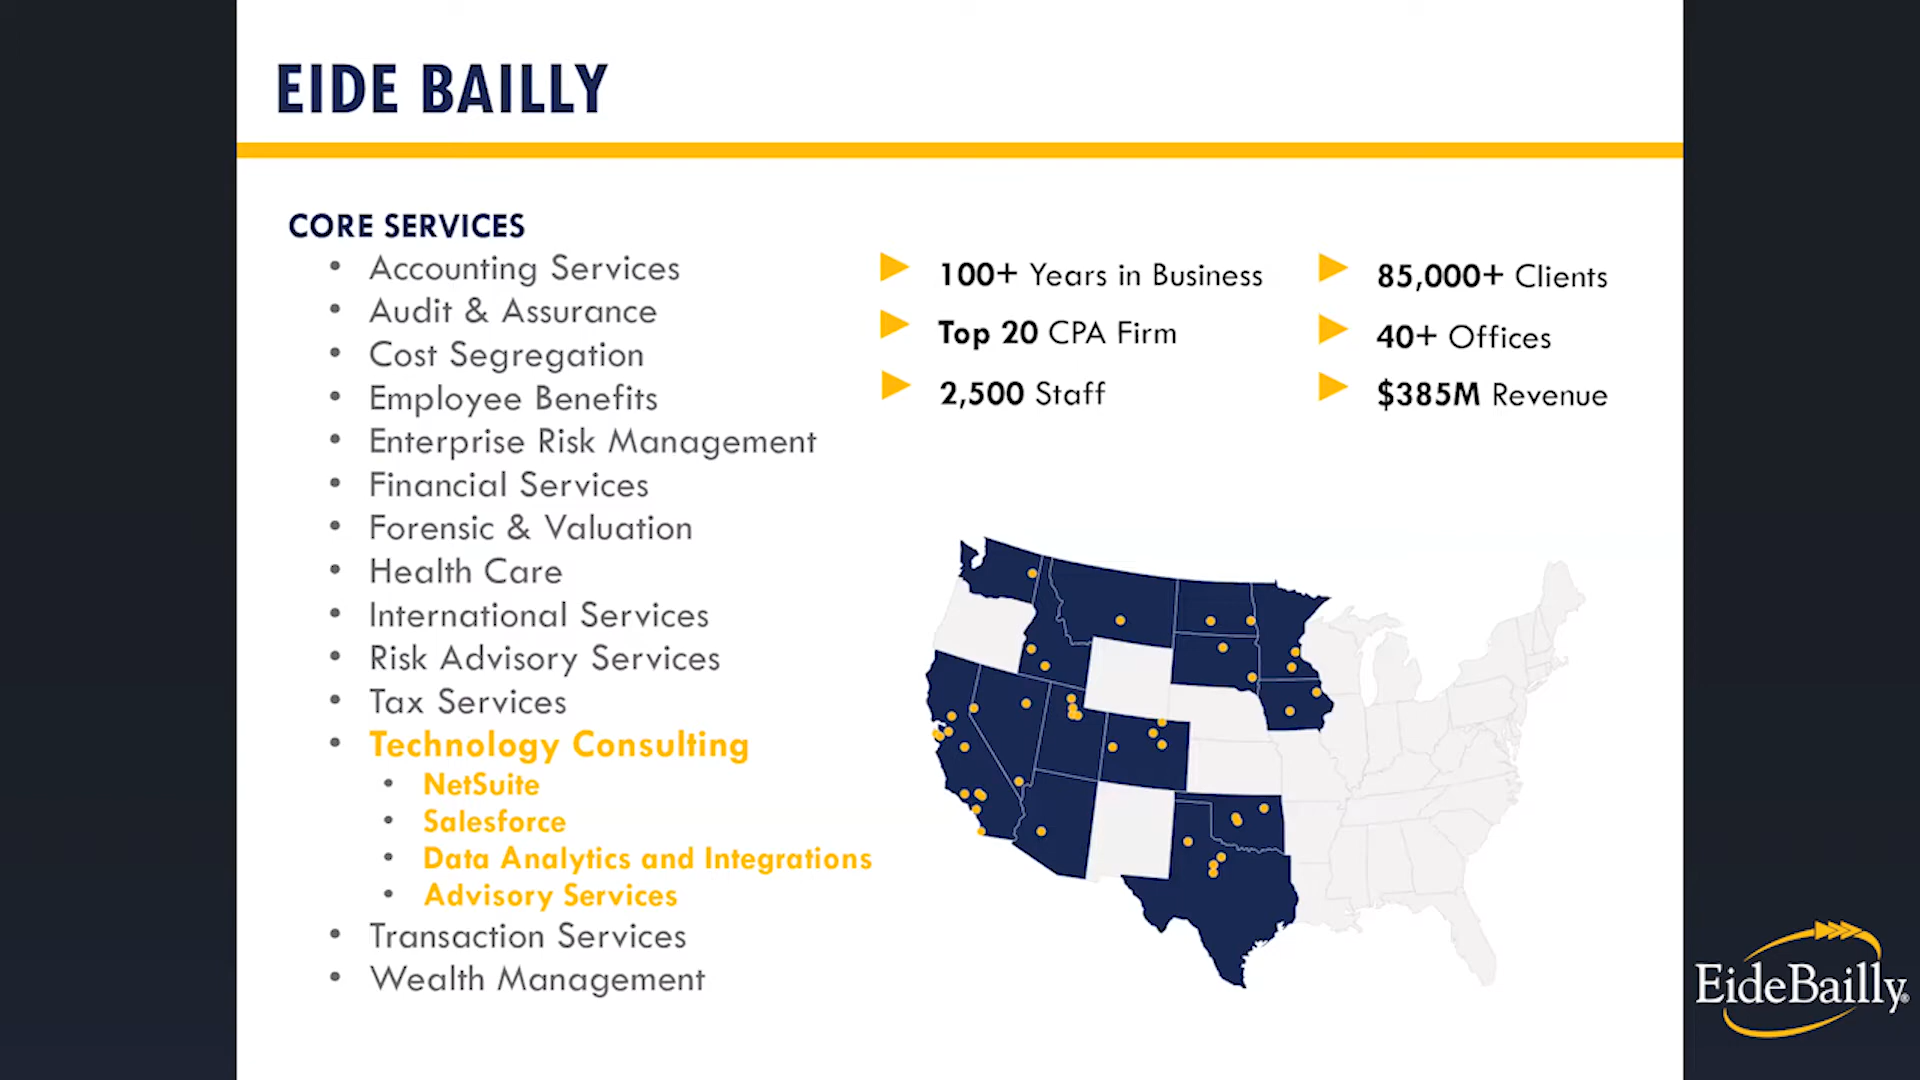 EIDE BAILLY
CORE SERVICES
• Accounting Services
• Audit & Assurance
• Cost Segregation
• Employee Benefits
• Enterprise Risk Management
• Financial Services
• Forensic & Valuation
• Health Care
• International Services
• Risk Advisory Services
• Tax Services
• Technology Consulting
• NetSuite
• Salesforce
• Data Analytics and Integrations
• Advisory Services
• Transaction Services
• Wealth Management
100+ Years in Business
Top 20 CPA Firm
2,500 Staff
85,000+ Clients
40+ Offices
$385M Revenue
EideBailly®